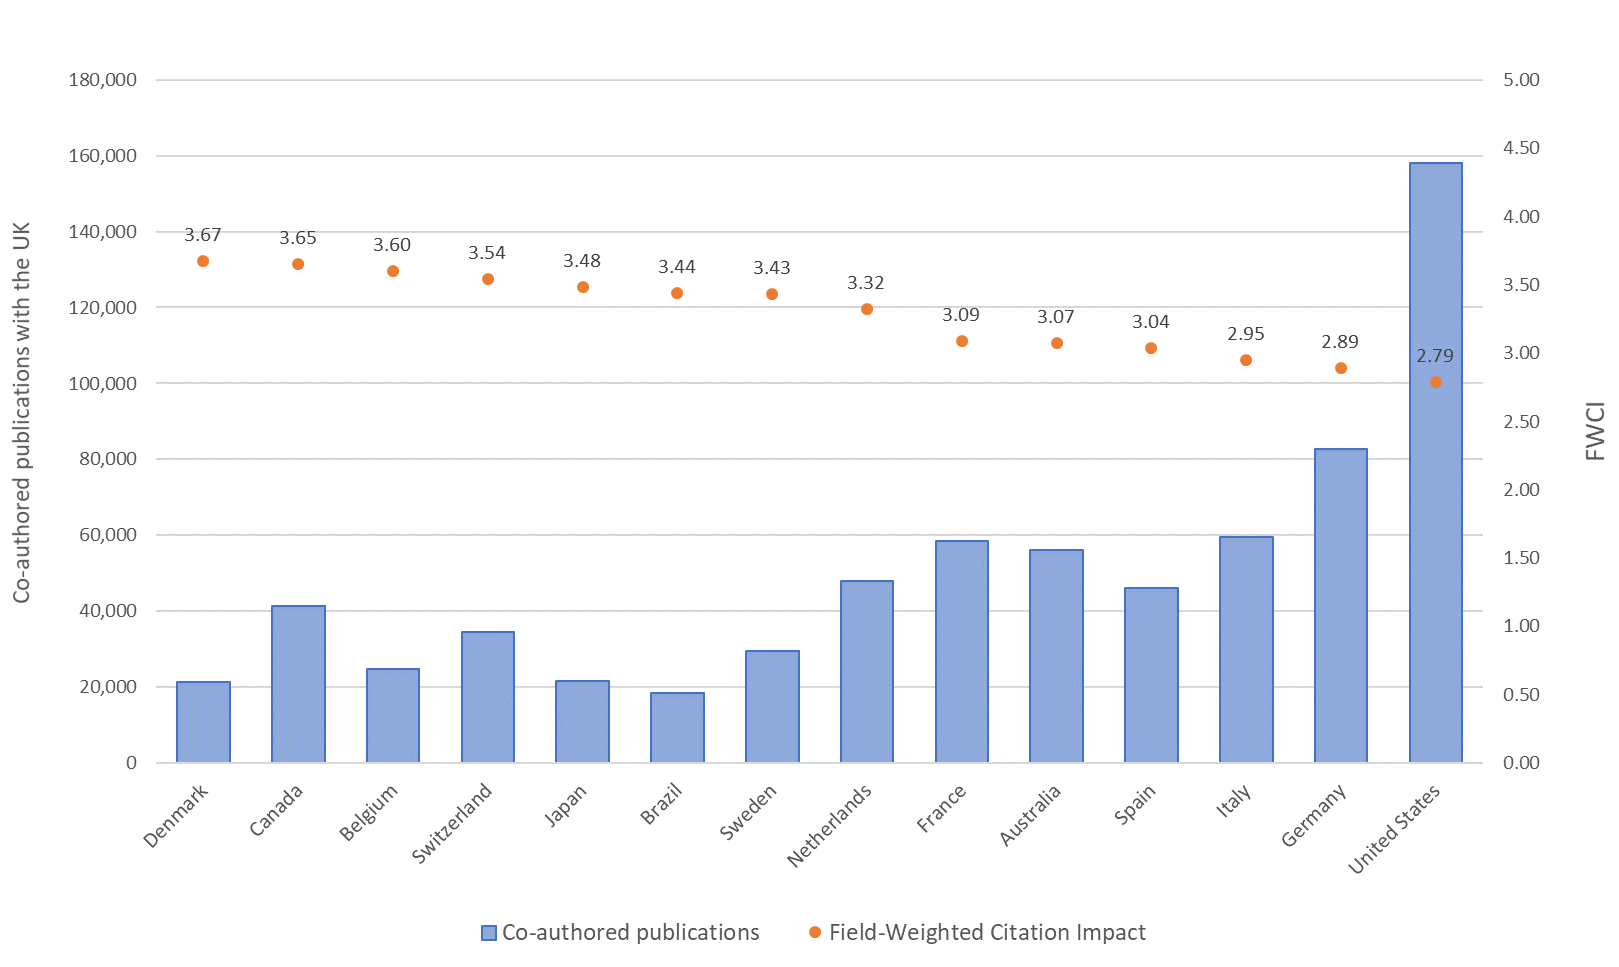 180,000
160,000
140,000
120,000
100,000
80,000
60,000
40,000
20,000
0
Co-authored publications with the UK
5.00
4.50
4.00
3.50
3.00
2.50
2.00
1.50
1.00
0.50
0.00
FWCI
3.67
3.65
3.60
3.54
3.48
3.44
3.43
3.32
3.09
3.07
3.04
2.95
2.89
2.79
Denmark
Canada
Belgium
Switzerland
Japan
Brazil
Sweden
Netherlands
France
Australia
Spain
Italy
Germany
United States
Co-authored publications
Field-Weighted Citation Impact